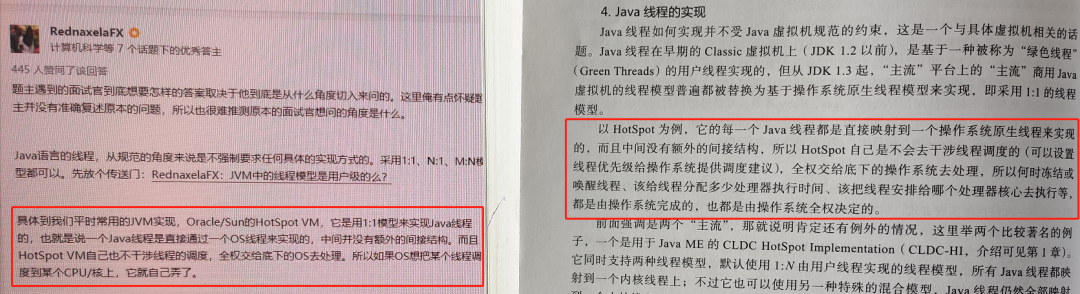 RednaxelaFX
计算机科学等 7 个话题下的优秀答主
445 人赞同了该回答
题主遇到的面试官到底想要怎样的答案取决于他到底是从什么角度切入来问的。这里俺有点怀疑题
主并没有准确复述原本的问题，所以也很难推测原本的面试官想问的角度是什么。
Java语言的线程，从规范的角度来说是不强制要求任何具体的实现方式的。采用1:1、N:1、M:N模
型都可以。先放个传送门：RednaxelaFX：JVM中的线程模型是用户级的么？
具体到我们平时常用的JVM实现，Oracle/Sun的HotSpot VM，它是用1:1模型来实现Java线程
的，也就是说一个Java线程是直接通过一个OS线程来实现的，中间并没有额外的间接结构。而且
HotSpot VM自己也不干涉线程的调度，全权交给底下的OS去处理。所以如果OS想把某个线程调
度到某个CPU/核上，它就自己弄了。
4. Java 线程的实现
Java 线程如何实现并不受 Java 虚拟机规范的约束，这是一个与具体虚拟机相关的话
题。Java 线程在早期的 Classic 虚拟机上（JDK 1.2 以前），是基于一种被称为“绿色线程”
（Green Threads）的用户线程实现的，但从 JDK 1.3 起，“主流”平台上的“主流”商用 Java
虚拟机的线程模型普遍都被替换为基于操作系统原生线程模型来实现，即采用 1:1 的线程
模型。
以 HotSpot 为例，它的每一个 Java 线程都是直接映射到一个操作系统原生线程来实现
的，而且中间没有额外的间接结构，所以 HotSpot 自己是不会去干涉线程调度的（可以设置
线程优先级给操作系统提供调度建议），全权交给底下的操作系统去处理，所以何时冻结或
唤醒线程、该给线程分配多少处理器执行时间、该把线程安排给哪个处理器核心去执行等，
都是由操作系统完成的，也都是由操作系统全权决定的。
前面强调是两个“主流”，那就说明肯定还有例外的情况，这里举两个比较著名的例
子，一个是用于 Java ME 的 CLDC HotSpot Implementation（CLDC-HI，介绍可见第 1 章）。
它同时支持两种线程模型，默认使用 1:N 由用户线程实现的线程模型，所有 Java 线程都映
射到一个内核线程上；不过它也可以使用另一种特殊的混合模型，Java 线程仍然全部映射